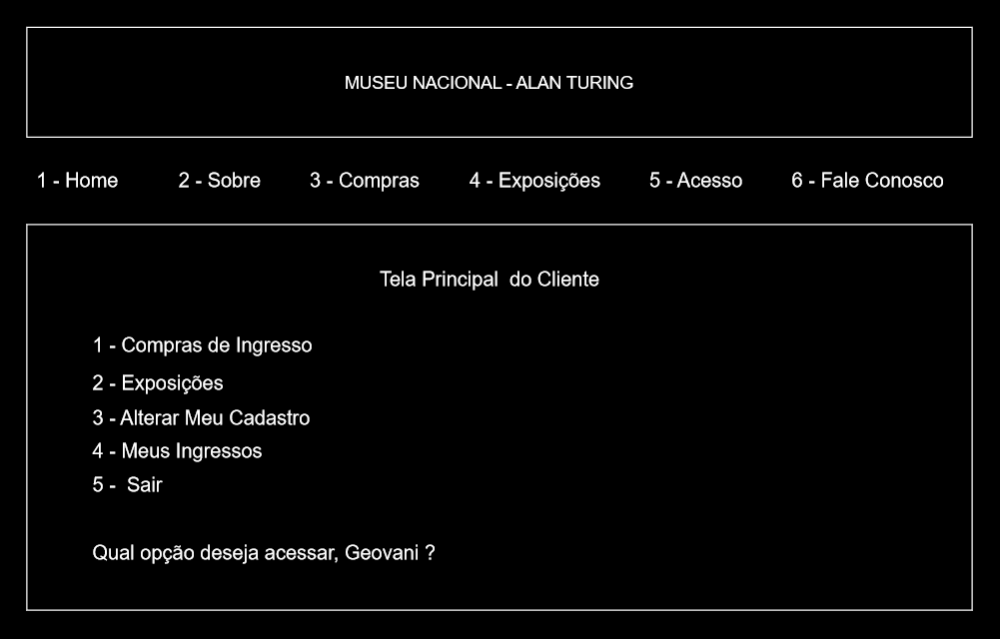 MUSEU NACIONAL - ALAN TURING
1 - Home 2 - Sobre 3 - Compras 4 - Exposições 5 - Acesso 6 - Fale Conosco
Tela Principal do Cliente
1 - Compras de Ingresso
2 - Exposições
3 - Alterar Meu Cadastro
4 - Meus Ingressos
5 - Sair
Qual opção deseja acessar, Geovani ?